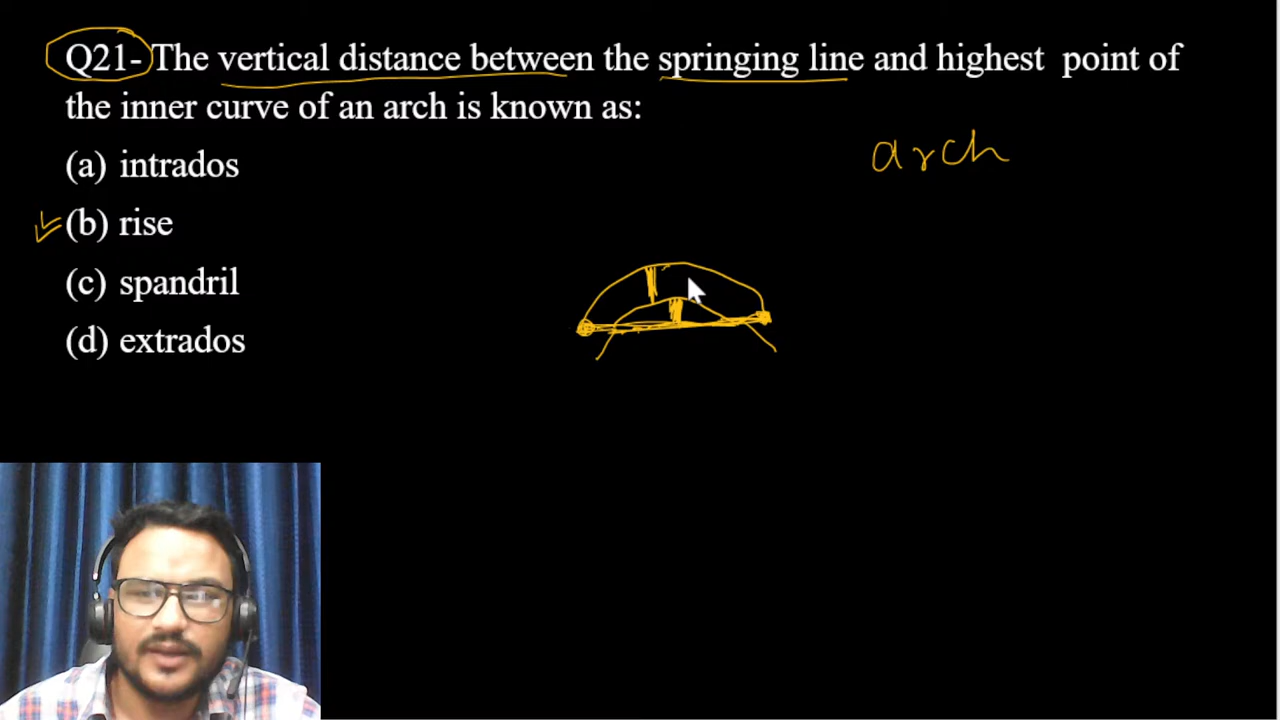 Q21- The vertical distance between the springing line and highest point of
the inner curve of an arch is known as:
arch
(a) intrados
(b) rise
(c) spandril
(d) extrados